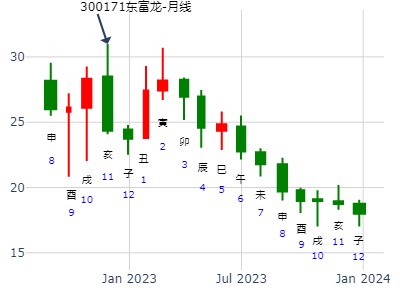 300171东富龙-月线
30
25
20
15
申
8
酉
9
戌
10
亥
11
子
12
丑
1
寅
2
卯
3
辰
4
巳
5
午
6
未
7
申
8
酉
9
戌
10
亥
11
子
12
Jan 2023
Jul 2023
Jan 2024